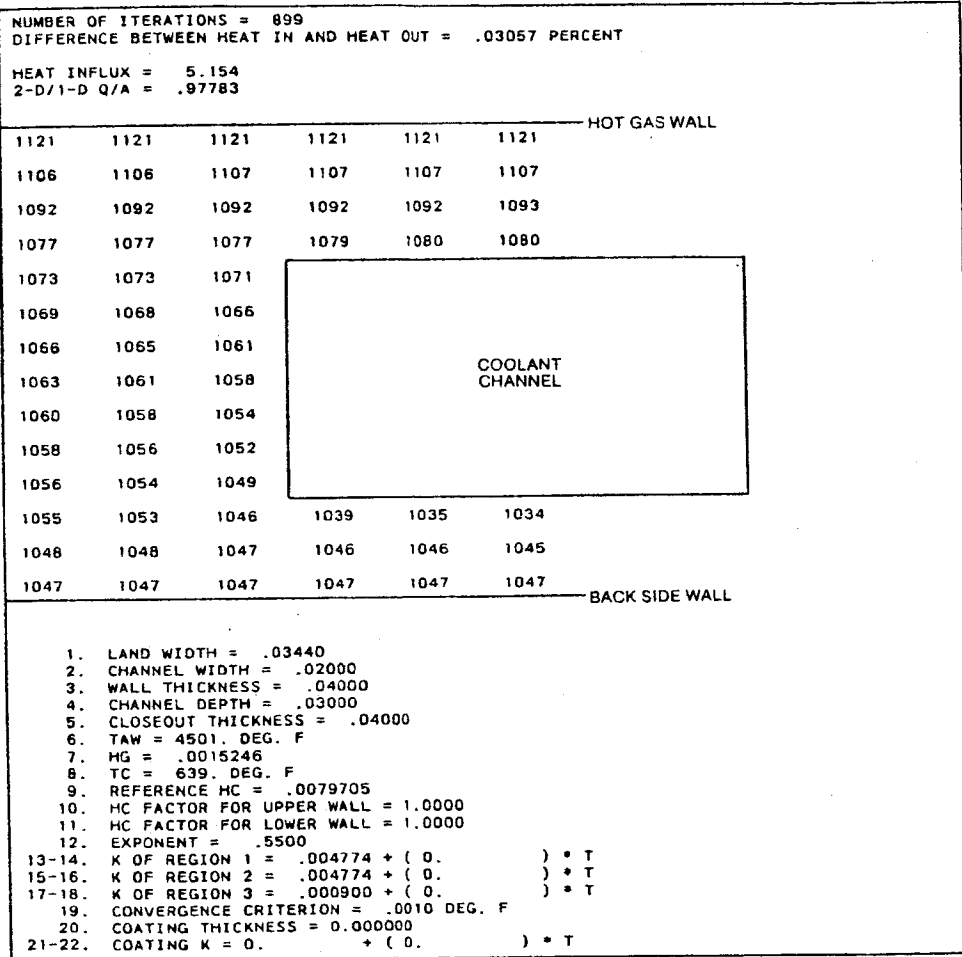 NUMBER OF ITERATIONS = 899
DIFFERENCE BETWEEN HEAT IN AND HEAT OUT = .03057 PERCENT
HEAT INFLUX = 5.154
2-D/1-D Q/A = .97783
HOT GAS WALL
1121 1121 1121 1121 1121 1121
1106 1106 1107 1107 1107 1107
1092 1092 1092 1092 1092 1093
1077 1077 1077 1079 1080 1080
1073 1073 1071
1069 1068 1066
1066 1065 1061
COOLANT
CHANNEL
1063 1061 1058
1060 1058 1054
1058 1056 1052
1056 1054 1049
1055 1053 1046 1039 1035 1034
1048 1048 1047 1046 1046 1045
1047 1047 1047 1047 1047 1047
BACK SIDE WALL
1. LAND WIDTH = .03440
2. CHANNEL WIDTH = .02000
3. WALL THICKNESS = .04000
4. CHANNEL DEPTH = .03000
5. CLOSEOUT THICKNESS = .04000
6. TAW = 4501. DEG. F
7. HG = .0015246
8. TC = 639. DEG. F
9. REFERENCE HC = .0079705
10. HC FACTOR FOR UPPER WALL = 1.0000
11. HC FACTOR FOR LOWER WALL = 1.0000
12. EXPONENT = .5500
13-14. K OF REGION 1 = .004774 + ( 0. ) * T
15-16. K OF REGION 2 = .004774 + ( 0. ) * T
17-18. K OF REGION 3 = .000900 + ( 0. ) * T
19. CONVERGENCE CRITERION = .0010 DEG. F
20. COATING THICKNESS = 0.000000
21-22. COATING K = 0. + ( 0. ) * T